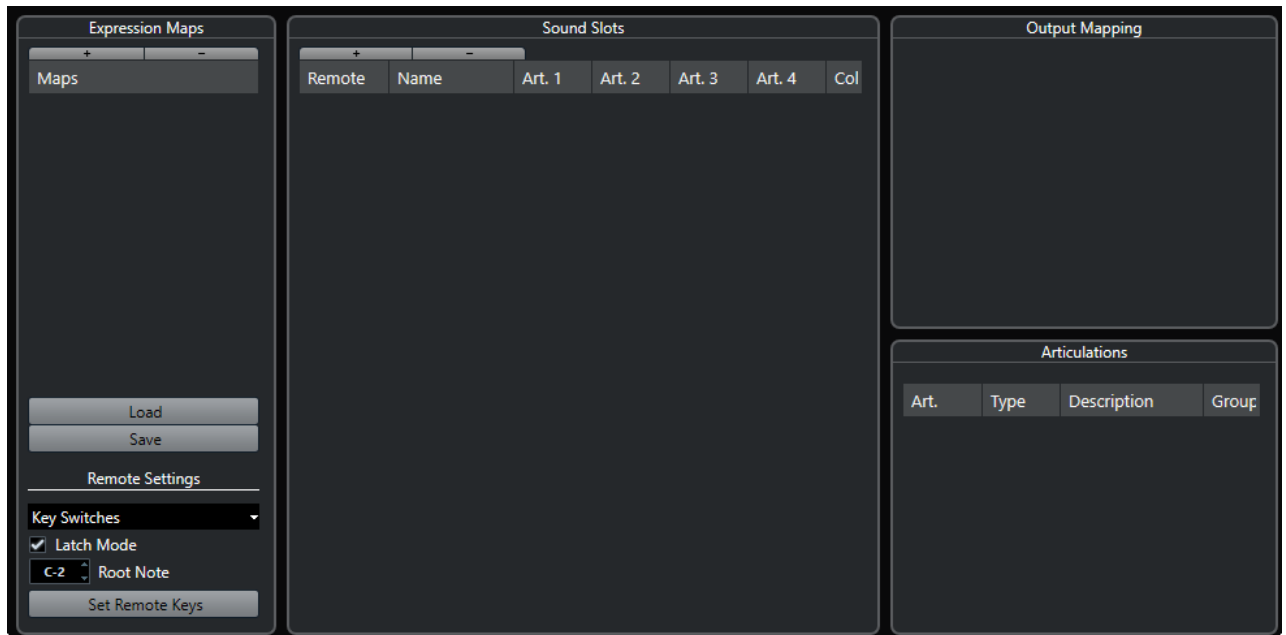 Expression Maps
+ -
Maps
Load
Save
Remote Settings
Key Switches
Latch Mode
C-2 Root Note
Set Remote Keys
Sound Slots
+ -
Remote Name Art. 1 Art. 2 Art. 3 Art. 4 Col
Output Mapping
Articulations
Art. Type Description Group